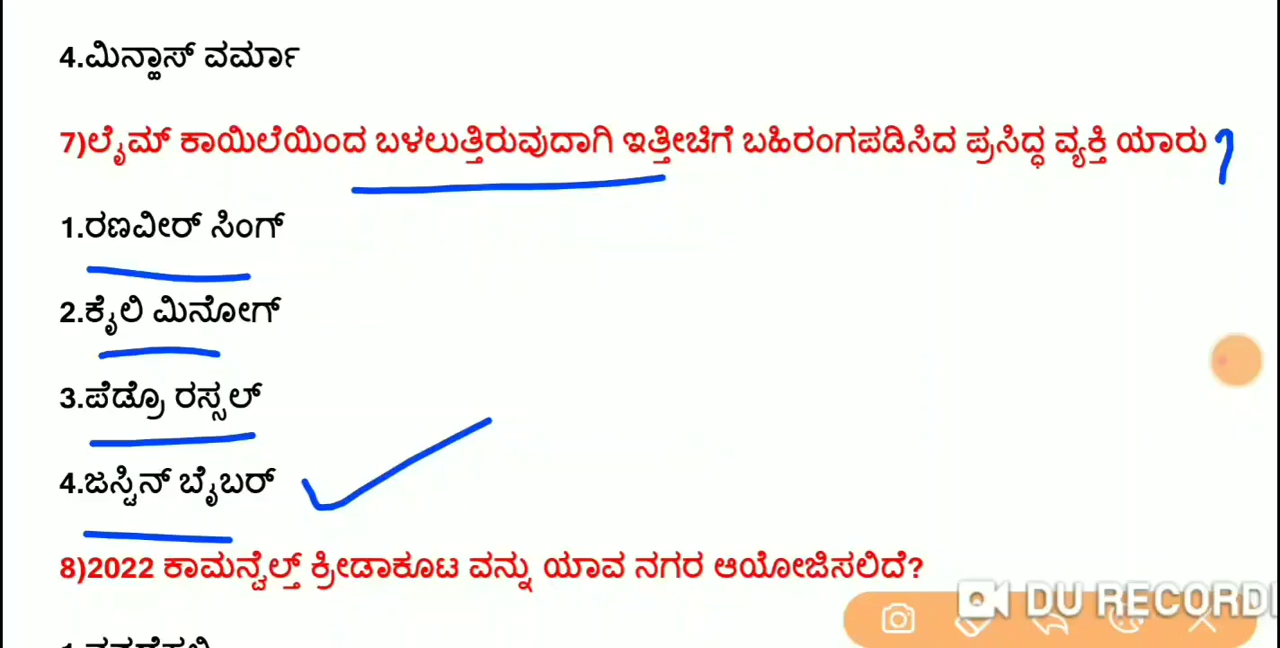 4.ಮಿನ್ಹಾಸ್ ವರ್ಮಾ
7)ಲೈಮ್ ಕಾಯಿಲೆಯಿಂದ ಬಳಲುತ್ತಿರುವುದಾಗಿ ಇತ್ತೀಚಿಗೆ ಬಹಿರಂಗಪಡಿಸಿದ ಪ್ರಸಿದ್ಧ ವ್ಯಕ್ತಿ ಯಾರು ?
1.ರಣವೀರ್ ಸಿಂಗ್
2.ಕೈಲಿ ಮಿನೋಗ್
3.ಪೆಡ್ರೊ ರಸ್ಸಲ್
4.ಜಸ್ಟಿನ್ ಬೈಬರ್
8)2022 ಕಾಮನ್ವೆಲ್ತ್ ಕ್ರೀಡಾಕೂಟ ವನ್ನು ಯಾವ ನಗರ ಆಯೋಜಿಸಲಿದೆ?
DU RECORD